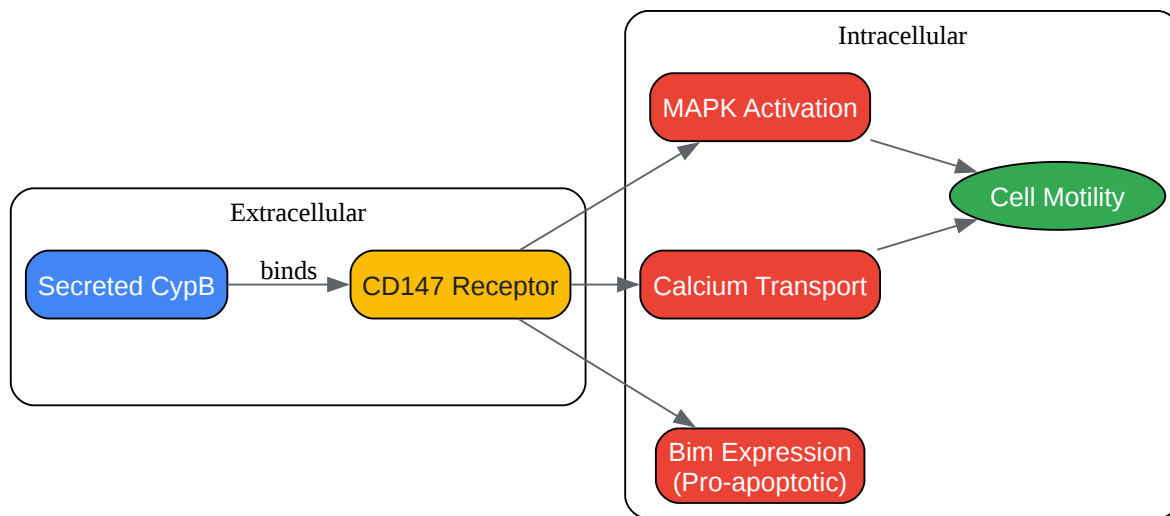 Extracellular
Secreted CypB
binds
CD147 Receptor
Intracellular
MAPK Activation
Calcium Transport
Bim Expression
(Pro-apoptotic)
Cell Motility